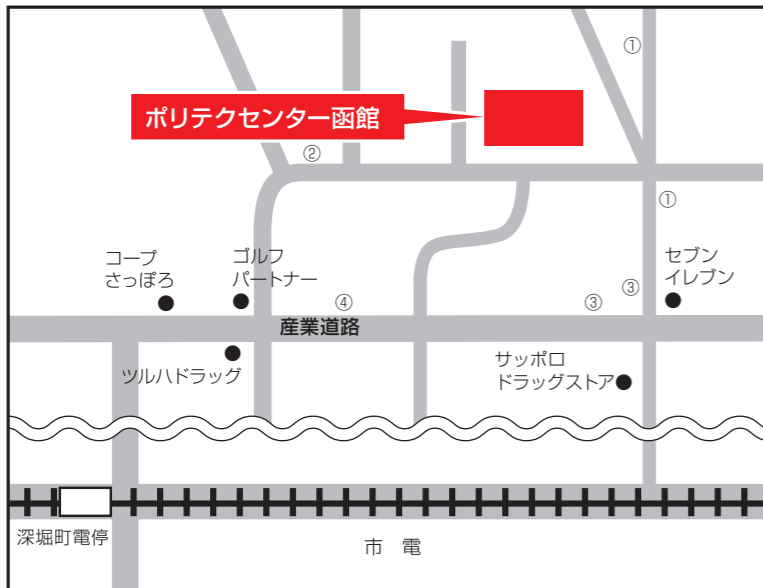 ①
ポリテクセンター函館
②
①
コープ
さっぽろ
ゴルフ
パートナー
セブン
イレブン
④
③
③
産業道路
ツルハドラッグ
サッポロ
ドラッグストア
深堀町電停
市 電